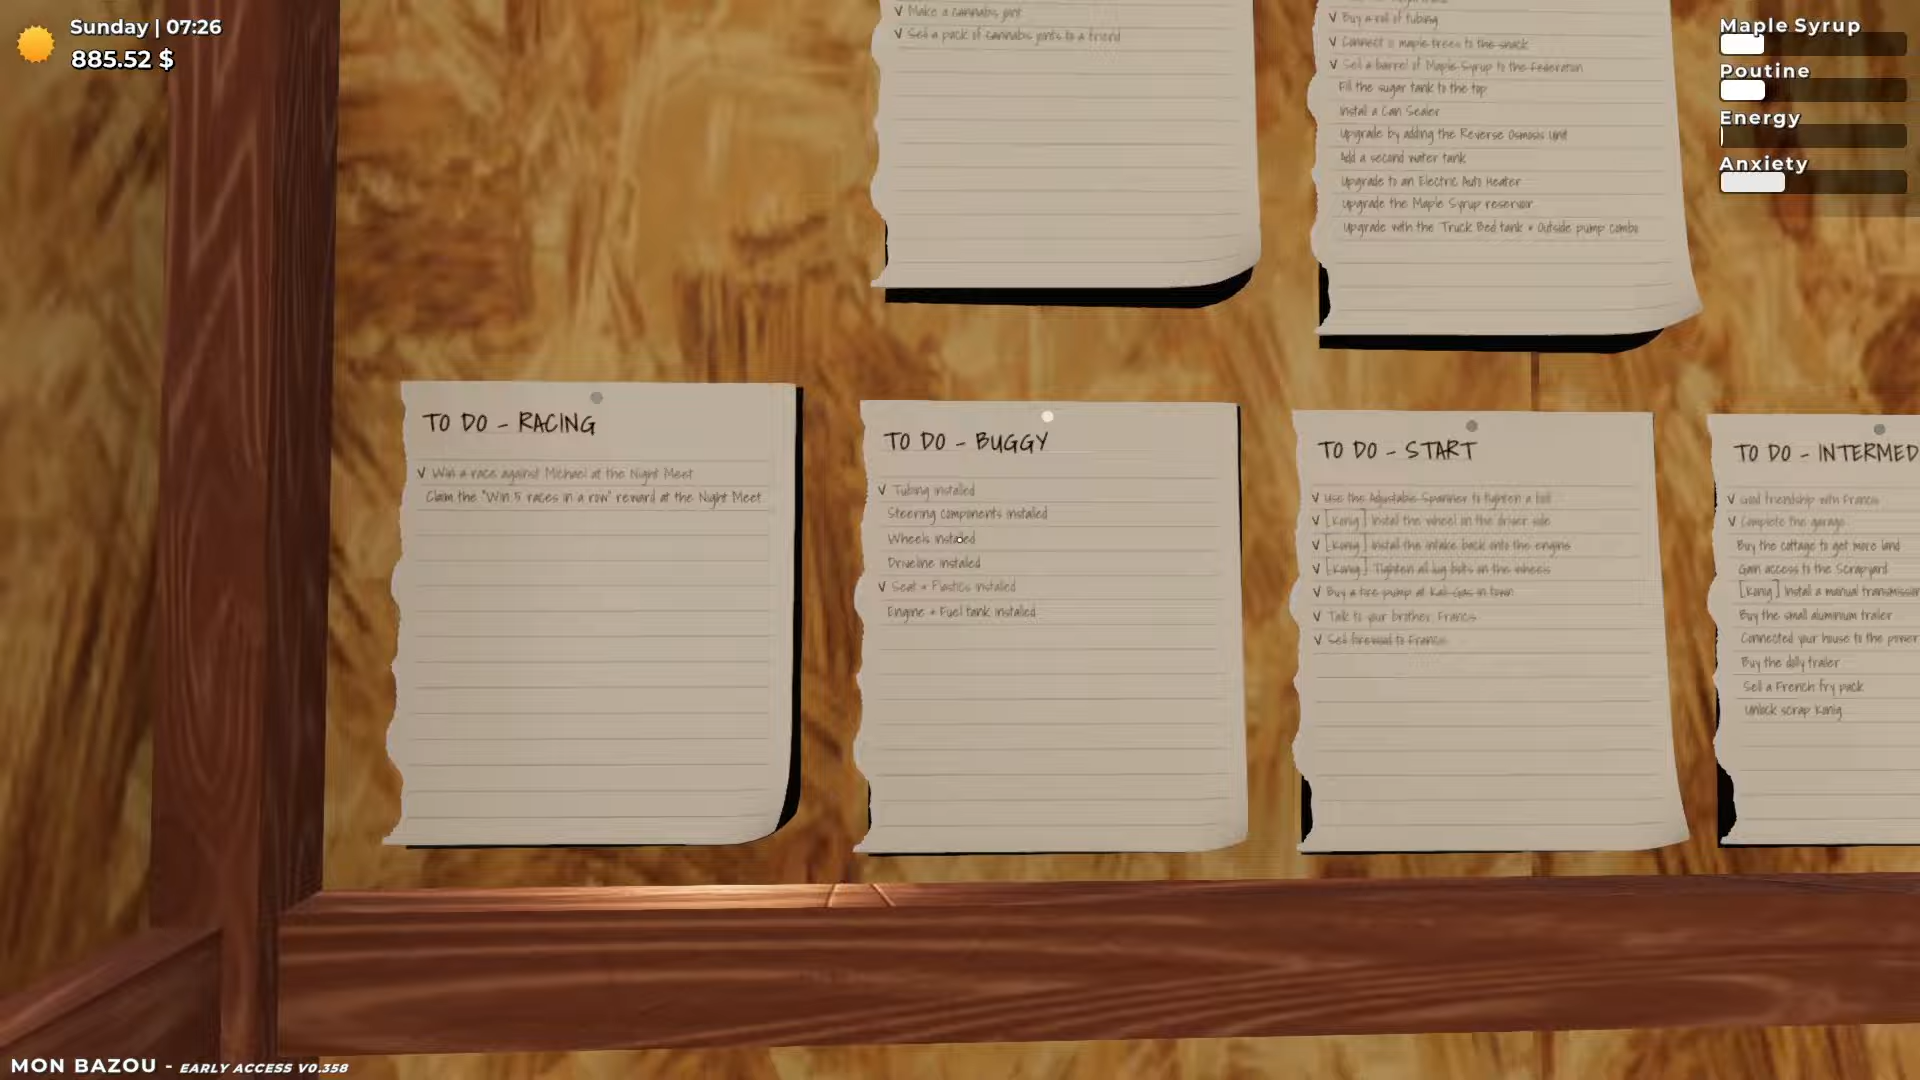 Sunday | 07:26
885.52 $
Maple Syrup
Poutine
Energy
Anxiety
V Make a cannabis joint
V Sell a pack of cannabis joints to a friend
V Buy a roll of tubing
V Connect maple trees to the shack
V Sell a barrel of Maple Syrup to the Federation
Fill the sugar tank to the top
Install a Can Sealer
Upgrade by adding the Reverse Osmosis Unit
Add a second water tank
Upgrade to an Electric Auto Heater
Upgrade the Maple Syrup reservoir
Upgrade with the Truck Bed tank + Outside pump combo
TO DO - RACING
V Win a race against Michael at the Night Meet
Claim the "Win 5 races in a row" reward at the Night Meet
TO DO - BUGGY
V Tubing installed
Steering components installed
Wheels installed
Driveline installed
V Seat + Plastics installed
Engine + Fuel tank installed
TO DO - START
V Use the Adjustable Spanner to tighten a bolt
V [Konig] Install the wheel on the driver side
V [Konig] Install the intake back onto the engine
V [Konig] Tighten all lug bolts on the wheels
V Buy a tire pump at Kali-Gas in town
V Talk to your brother, Francis
V Sell firewood to Francis
TO DO - INTERMED
V Good friendship with Francis
V Complete the garage
Buy the cottage to get more land
Gain access to the Scrapyard
[Konig] Install a manual transmission
Buy the small aluminium trailer
Connected your house to the power
Buy the dolly trailer
Sell a French fry pack
Unlock scrap Konig
MON BAZOU - EARLY ACCESS V0.358